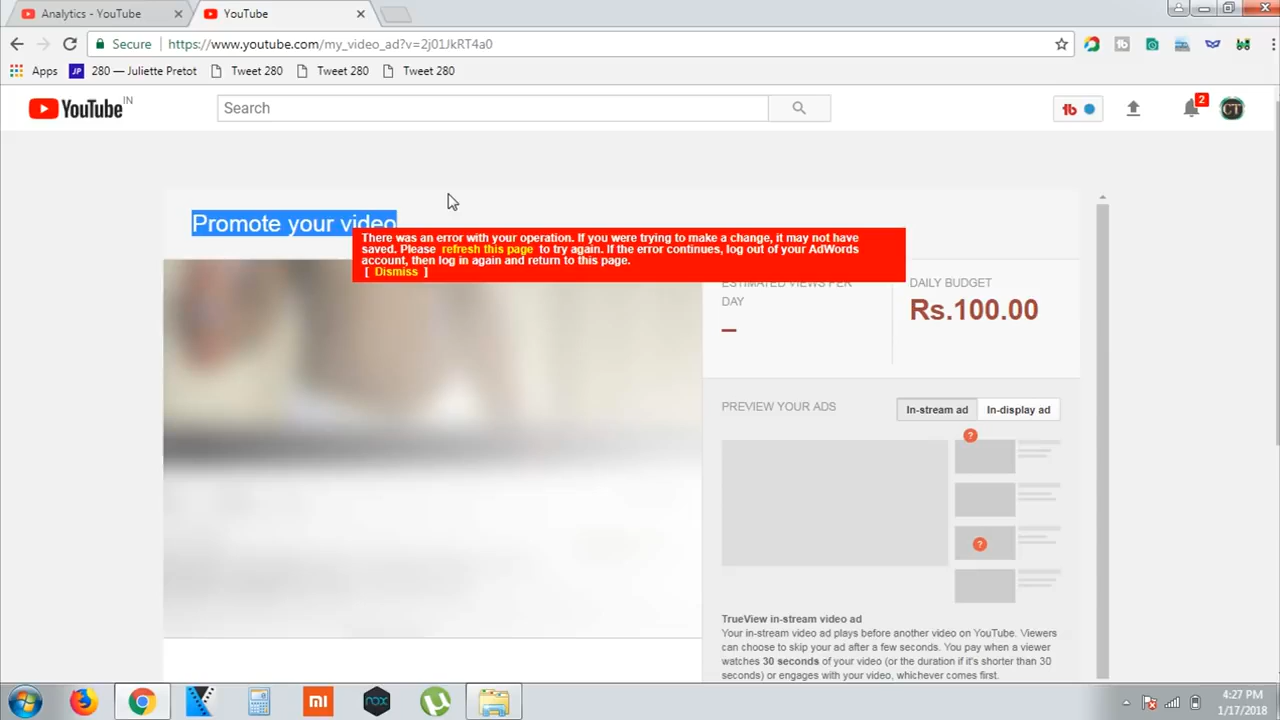 Analytics - YouTube
YouTube
Secure
https://www.youtube.com/my_video_ad?v=2j01JkRT4a0
Apps
JP
280 — Juliette Pretot
Tweet 280
Tweet 280
Tweet 280
YouTube IN
Search
tb
2
CT
Promote your video
There was an error with your operation. If you were trying to make a change, it may not have
saved. Please refresh this page to try again. If the error continues, log out of your AdWords
account, then log in again and return to this page.
[ Dismiss ]
ESTIMATED VIEWS PER
DAY
–
DAILY BUDGET
Rs.100.00
PREVIEW YOUR ADS
In-stream ad
In-display ad
?
?
TrueView in-stream video ad
Your in-stream video ad plays before another video on YouTube. Viewers
can choose to skip your ad after a few seconds. You pay when a viewer
watches 30 seconds of your video (or the duration if it's shorter than 30
seconds) or engages with your video, whichever comes first.
mi
nox
µ
4:27 PM
1/17/2018